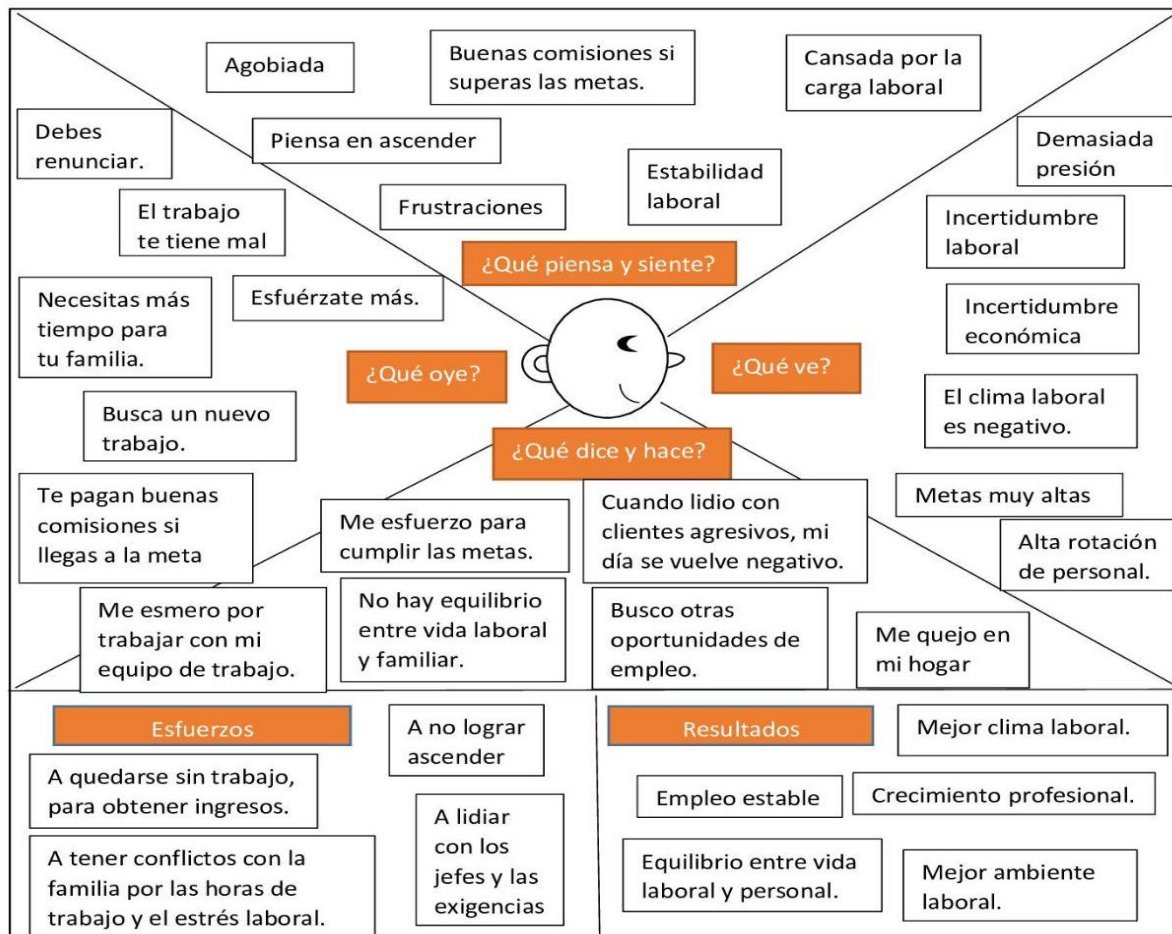 Agobiada
Buenas comisiones si
superas las metas.
Cansada por la
carga laboral
Piensa en ascender
Estabilidad
laboral
Frustraciones
¿Qué piensa y siente?
Debes
renunciar.
El trabajo
te tiene mal
Esfuérzate más.
Necesitas más
tiempo para
tu familia.
¿Qué oye?
Busca un nuevo
trabajo.
Te pagan buenas
comisiones si
llegas a la meta
Demasiada
presión
Incertidumbre
laboral
Incertidumbre
económica
¿Qué ve?
El clima laboral
es negativo.
Metas muy altas
Alta rotación
de personal.
¿Qué dice y hace?
Me esfuerzo para
cumplir las metas.
Cuando lidio con
clientes agresivos, mi
día se vuelve negativo.
Me esmero por
trabajar con mi
equipo de trabajo.
No hay equilibrio
entre vida laboral
y familiar.
Busco otras
oportunidades de
empleo.
Me quejo en
mi hogar
Esfuerzos
A no lograr
ascender
A quedarse sin trabajo,
para obtener ingresos.
A lidiar
con los
jefes y las
exigencias
A tener conflictos con la
familia por las horas de
trabajo y el estrés laboral.
Resultados
Mejor clima laboral.
Empleo estable
Crecimiento profesional.
Equilibrio entre vida
laboral y personal.
Mejor ambiente
laboral.